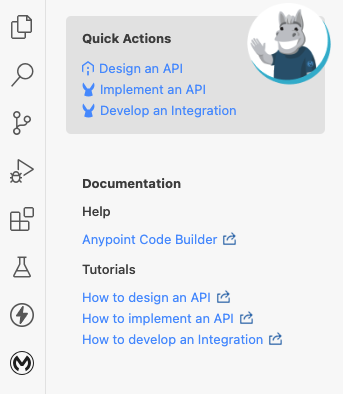 Quick Actions
Design an API
Implement an API
Develop an Integration
Documentation
Help
Anypoint Code Builder
Tutorials
How to design an API
How to implement an API
How to develop an Integration